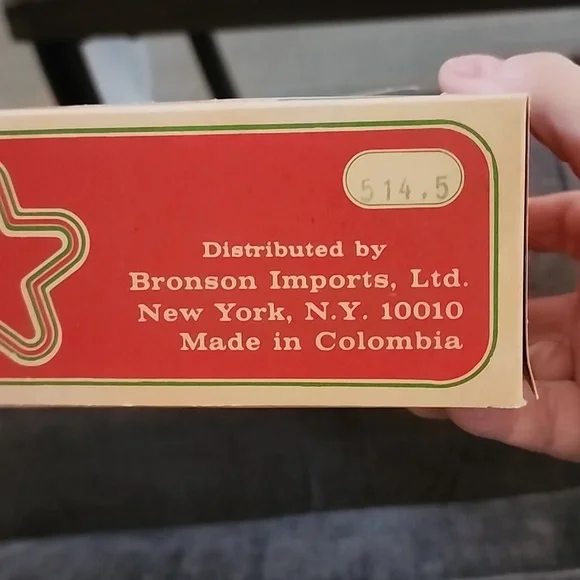 514.5
Distributed by
Bronson Imports, Ltd.
New York, N.Y. 10010
Made in Colombia